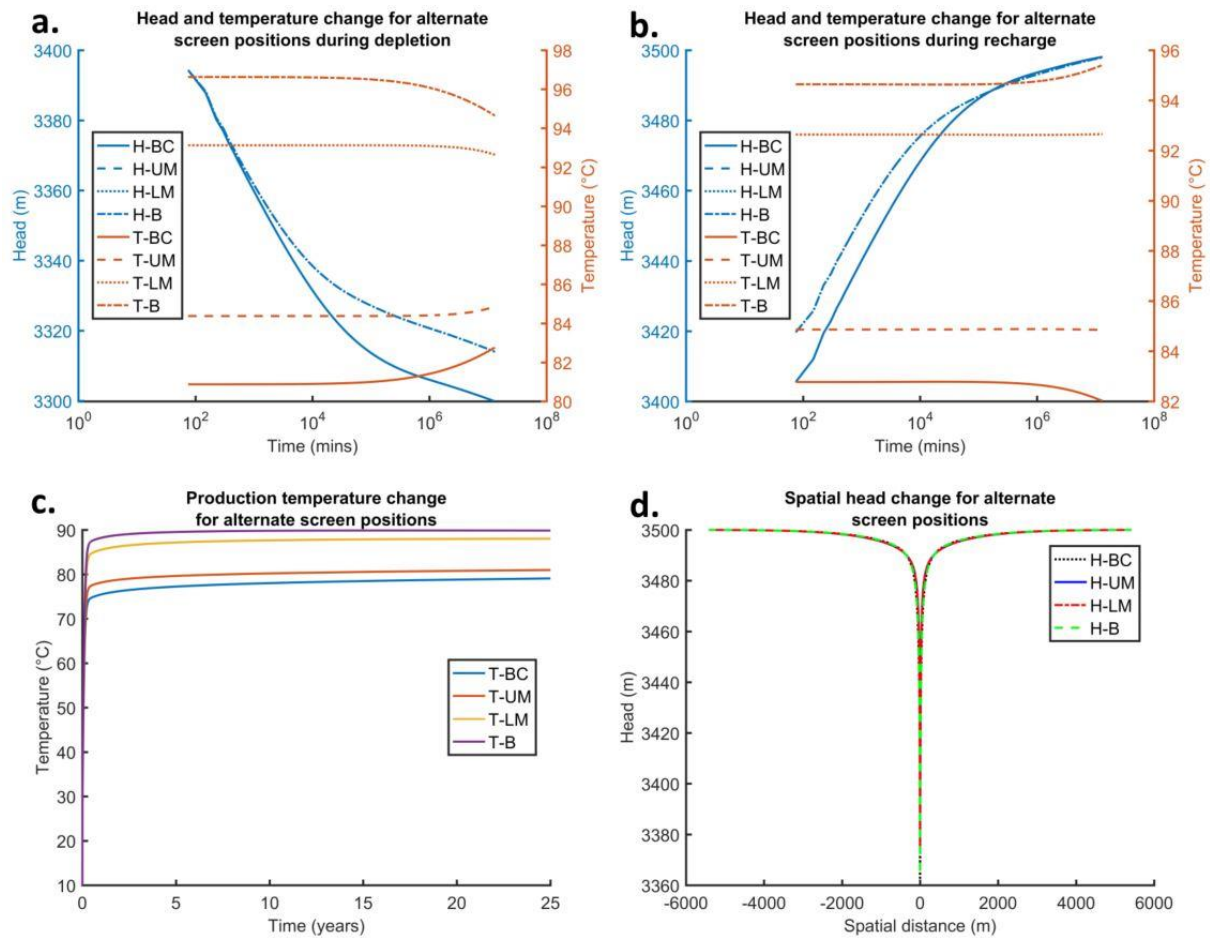 a.
Head and temperature change for alternate
screen positions during depletion
3400
3380
3360
3340
3320
3300
Head (m)
98
96
94
92
90
88
86
84
82
80
Temperature (°C)
H-BC
H-UM
H-LM
H-B
T-BC
T-UM
T-LM
T-B
10^0
10^2
10^4
10^6
10^8
Time (mins)
b.
Head and temperature change for alternate
screen positions during recharge
3500
3480
3460
3440
3420
3400
Head (m)
96
94
92
90
88
86
84
82
Temperature (°C)
H-BC
H-UM
H-LM
H-B
T-BC
T-UM
T-LM
T-B
10^0
10^2
10^4
10^6
10^8
Time (mins)
c.
Production temperature change
for alternate screen positions
90
80
70
60
50
40
30
20
10
Temperature (°C)
T-BC
T-UM
T-LM
T-B
0
5
10
15
20
25
Time (years)
d.
Spatial head change for alternate
screen positions
3500
3480
3460
3440
3420
3400
3380
3360
Head (m)
H-BC
H-UM
H-LM
H-B
-6000
-4000
-2000
0
2000
4000
6000
Spatial distance (m)